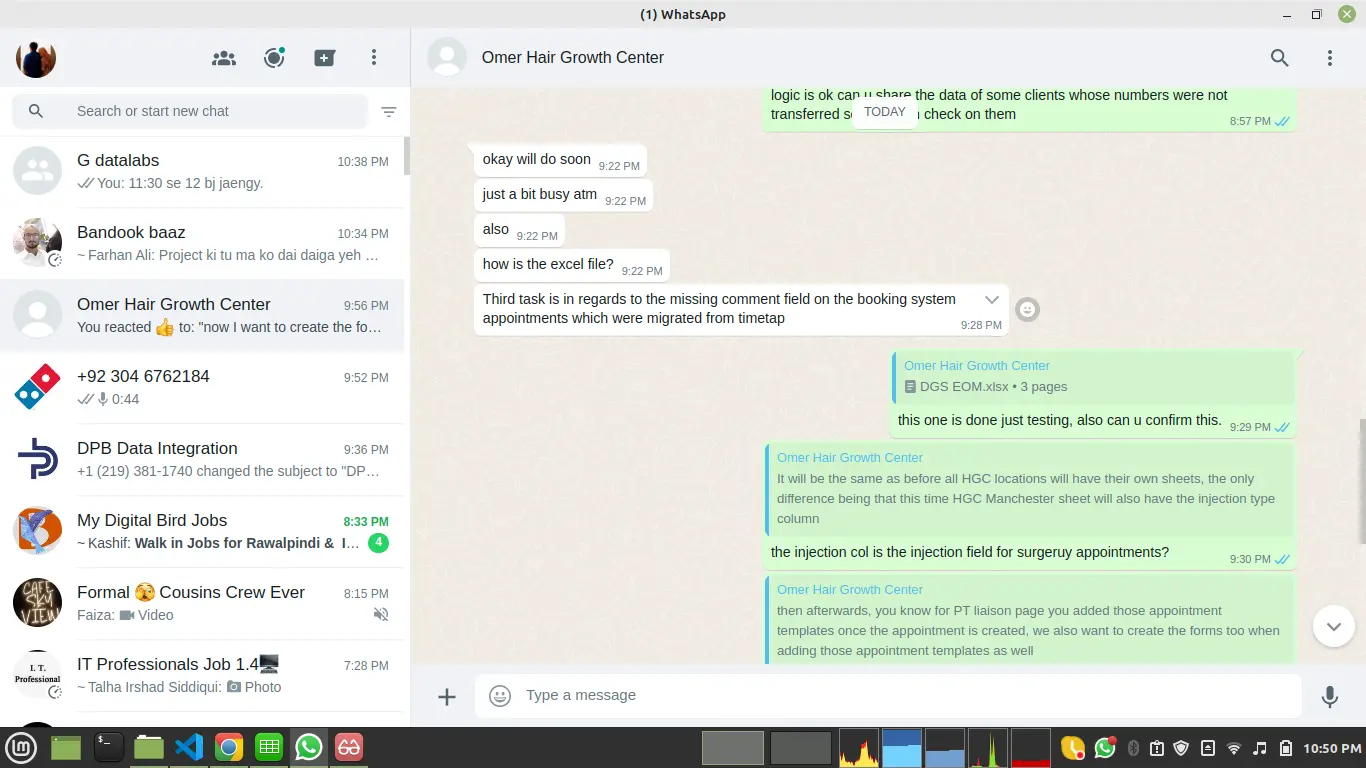 (1) WhatsApp
Omer Hair Growth Center
Search or start new chat
G datalabs
10:38 PM
You: 11:30 se 12 bj jaengy.
Bandook baaz
10:34 PM
~ Farhan Ali: Project ki tu ma ko dai daiga yeh …
Omer Hair Growth Center
9:56 PM
You reacted 👍 to: "now I want to create the fo…
+92 304 6762184
9:52 PM
0:44
DPB Data Integration
9:36 PM
+1 (219) 381-1740 changed the subject to "DP…
My Digital Bird Jobs
8:33 PM
~ Kashif: Walk in Jobs for Rawalpindi & I…
4
CAFE
SKY
VIEW
Formal 🫣 Cousins Crew Ever
8:15 PM
Faiza: Video
I. T.
Professional
IT Professionals Job 1.4🖥️
7:28 PM
~ Talha Irshad Siddiqui: Photo
logic is ok can u share the data of some clients whose numbers were not
transferred check on them
8:57 PM
TODAY
okay will do soon
9:22 PM
just a bit busy atm
9:22 PM
also
9:22 PM
how is the excel file?
9:22 PM
Third task is in regards to the missing comment field on the booking system
appointments which were migrated from timetap
9:28 PM
Omer Hair Growth Center
DGS EOM.xlsx • 3 pages
this one is done just testing, also can u confirm this.
9:29 PM
Omer Hair Growth Center
It will be the same as before all HGC locations will have their own sheets, the only
difference being that this time HGC Manchester sheet will also have the injection type
column
the injection col is the injection field for surgeruy appointments?
9:30 PM
Omer Hair Growth Center
then afterwards, you know for PT liaison page you added those appointment
templates once the appointment is created, we also want to create the forms too when
adding those appointment templates as well
Type a message
10:50 PM